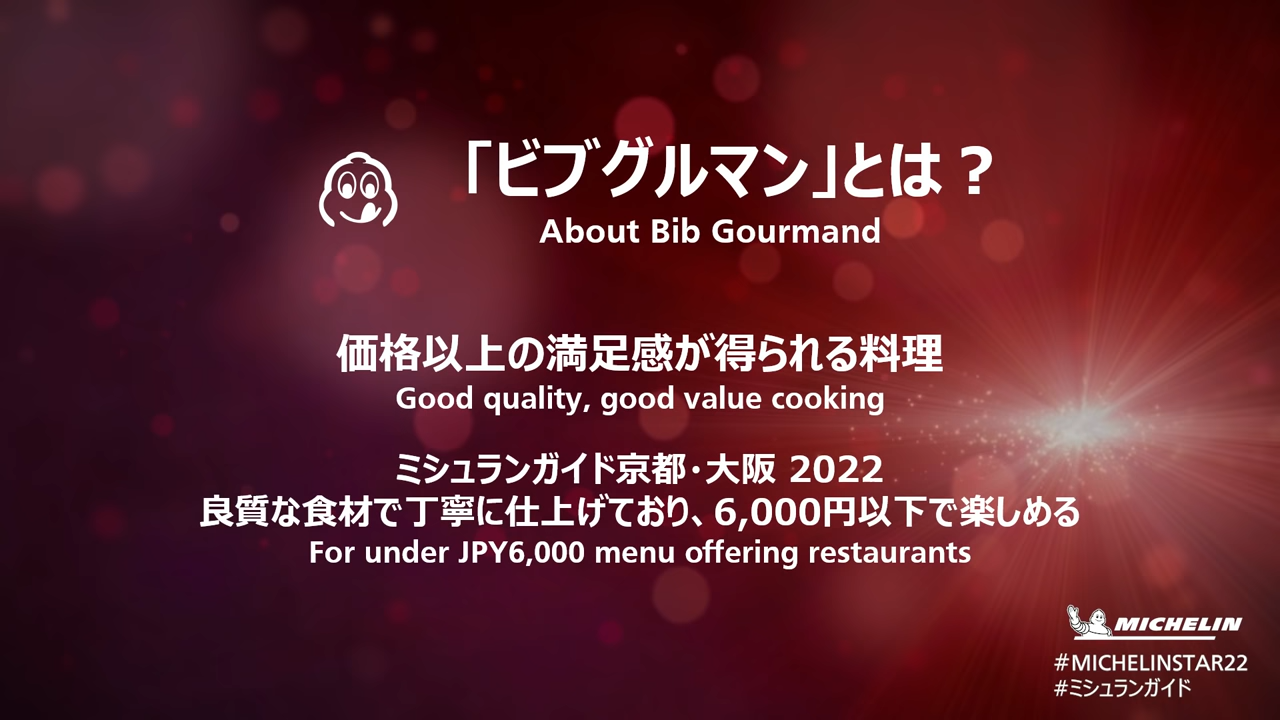 「ビブグルマン」とは？
About Bib Gourmand
価格以上の満足感が得られる料理
Good quality, good value cooking
ミシュランガイド京都・大阪 2022
良質な食材で丁寧に仕上げており、6,000円以下で楽しめる
For under JPY6,000 menu offering restaurants
MICHELIN
#MICHELINSTAR22
#ミシュランガイド